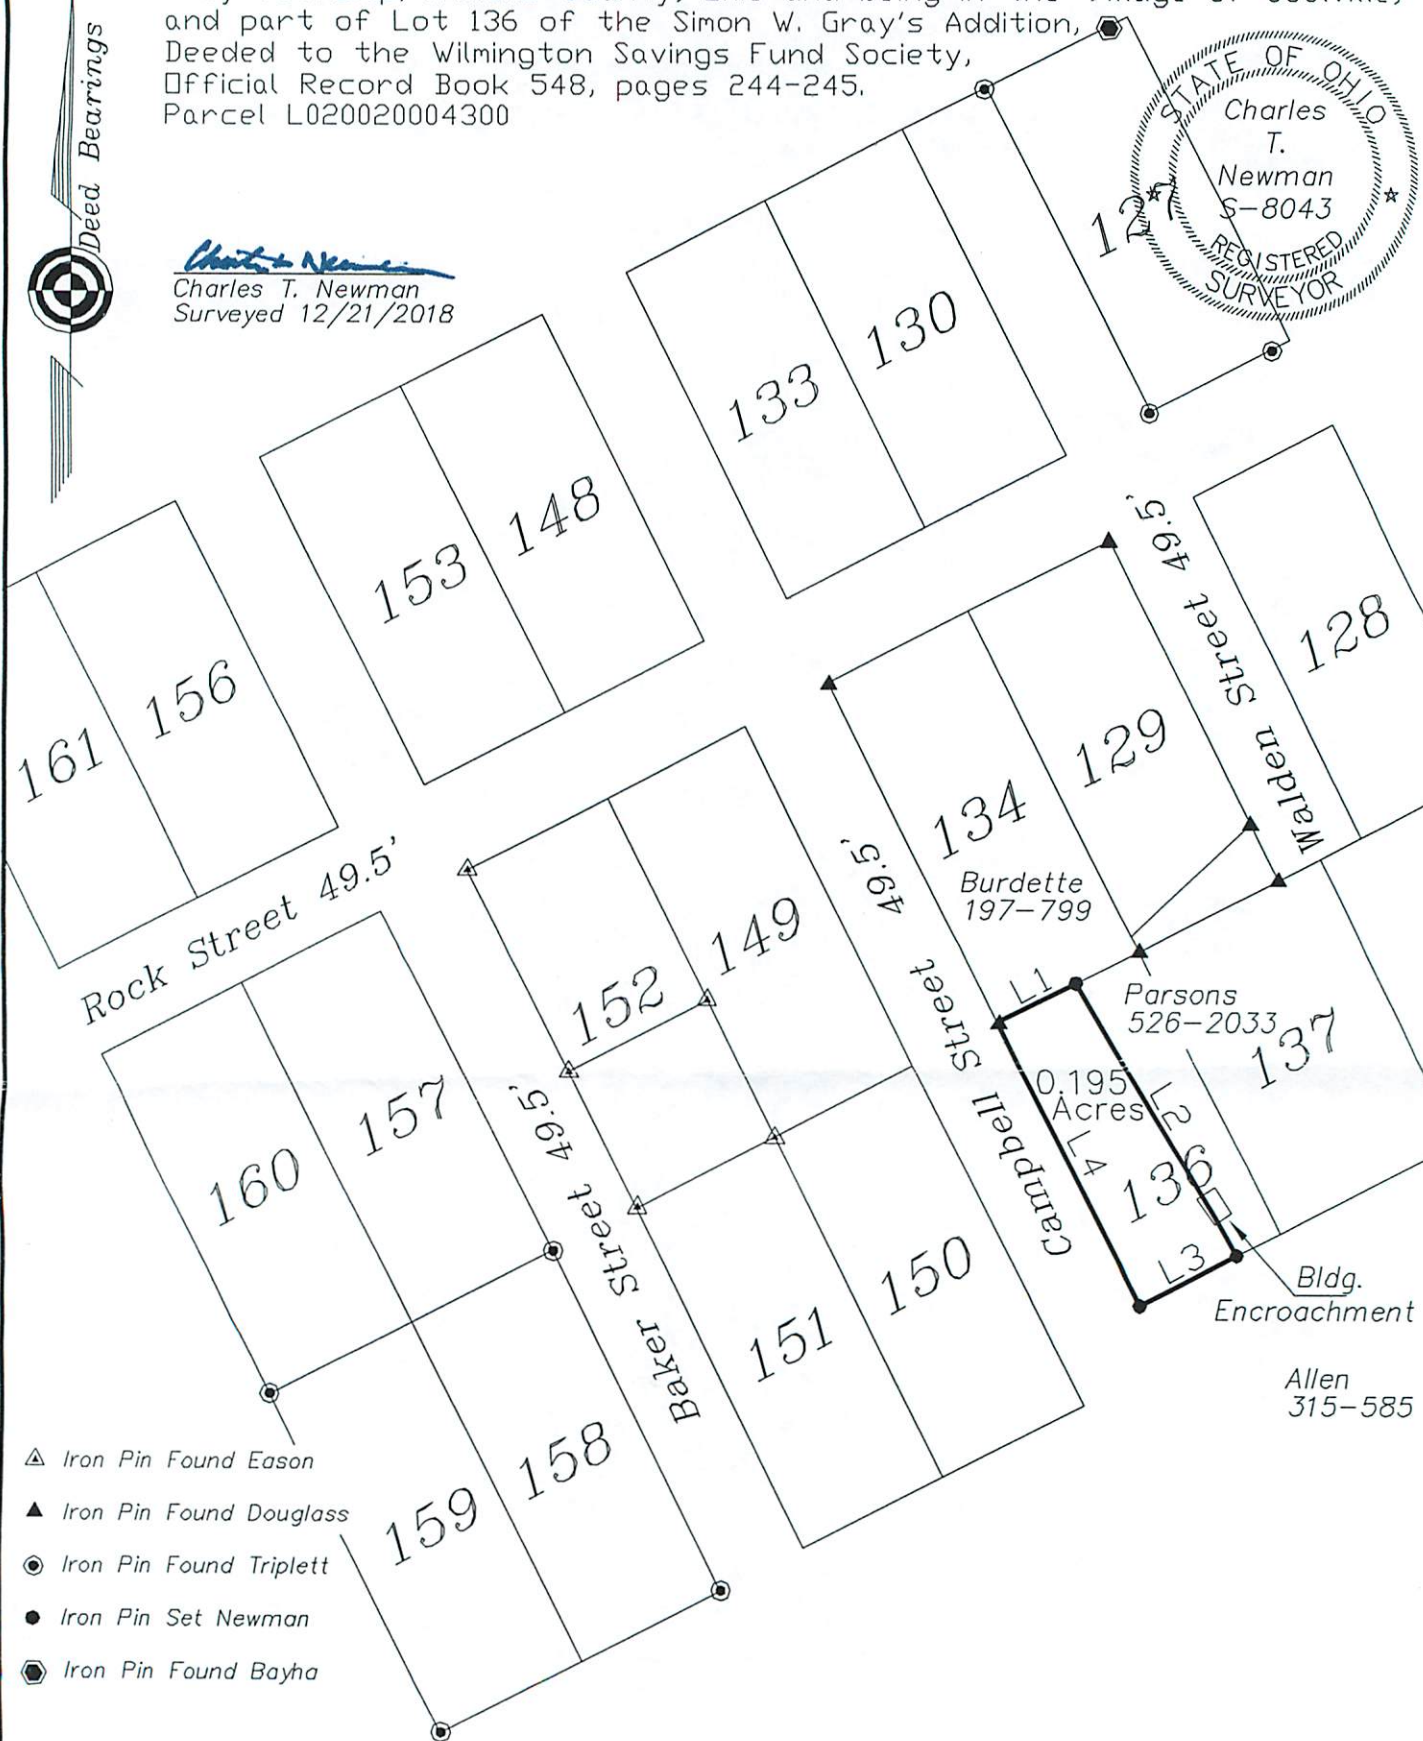 and part of Lot 136 of the Simon W. Gray's Addition,
Deeded to the Wilmington Savings Fund Society,
Official Record Book 548, pages 244-245.
Parcel L020020004300
Deed Bearings
Charles T. Newman
Surveyed 12/21/2018
STATE OF OHIO
Charles
T.
Newman
S-8043
REGISTERED
SURVEYOR
127
130
133
148
153
156
161
128
129
134
Walden Street 49.5'
Burdette
197-799
Rock Street 49.5'
149
152
Campbell Street 49.5'
L1
Parsons
526-2033
137
0.195
Acres
L2
L4
136
L3
Bldg.
Encroachment
Allen
315-585
157
160
Baker Street 49.5'
150
151
158
159
Iron Pin Found Eason
Iron Pin Found Douglass
Iron Pin Found Triplett
Iron Pin Set Newman
Iron Pin Found Bayha